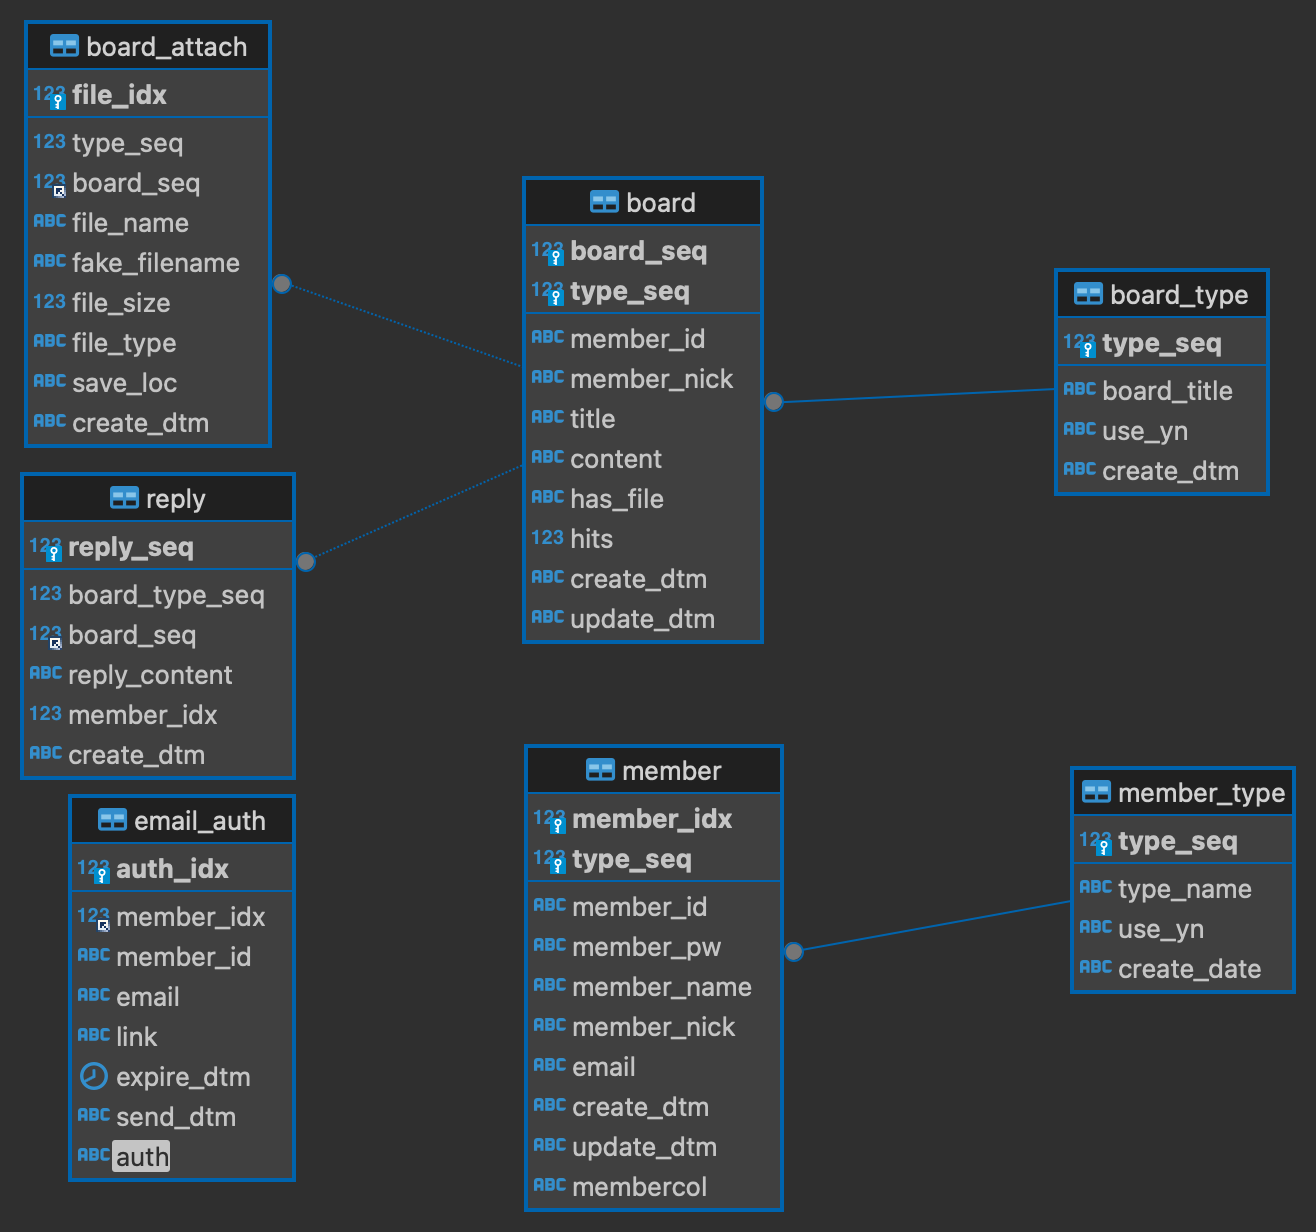 board_attach
123 file_idx
123 type_seq
123 board_seq
ABC file_name
ABC fake_filename
123 file_size
ABC file_type
ABC save_loc
ABC create_dtm
reply
123 reply_seq
123 board_type_seq
123 board_seq
ABC reply_content
123 member_idx
ABC create_dtm
email_auth
123 auth_idx
123 member_idx
ABC member_id
ABC email
ABC link
expire_dtm
ABC send_dtm
ABC auth
board
123 board_seq
123 type_seq
ABC member_id
ABC member_nick
ABC title
ABC content
ABC has_file
123 hits
ABC create_dtm
ABC update_dtm
member
123 member_idx
123 type_seq
ABC member_id
ABC member_pw
ABC member_name
ABC member_nick
ABC email
ABC create_dtm
ABC update_dtm
ABC membercol
board_type
123 type_seq
ABC board_title
ABC use_yn
ABC create_dtm
member_type
123 type_seq
ABC type_name
ABC use_yn
ABC create_date